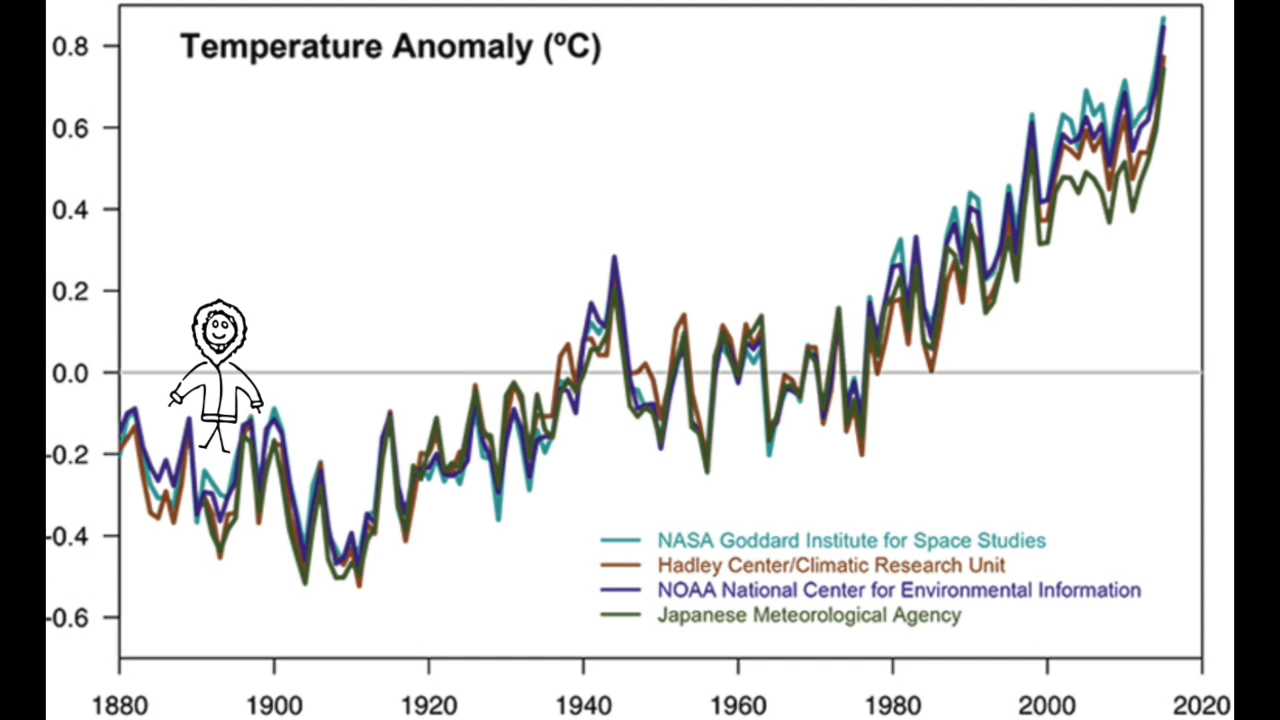 Temperature Anomaly (ºC)
0.8
0.6
0.4
0.2
0.0
-0.2
-0.4
-0.6
NASA Goddard Institute for Space Studies
Hadley Center/Climatic Research Unit
NOAA National Center for Environmental Information
Japanese Meteorological Agency
1880 1900 1920 1940 1960 1980 2000 2020